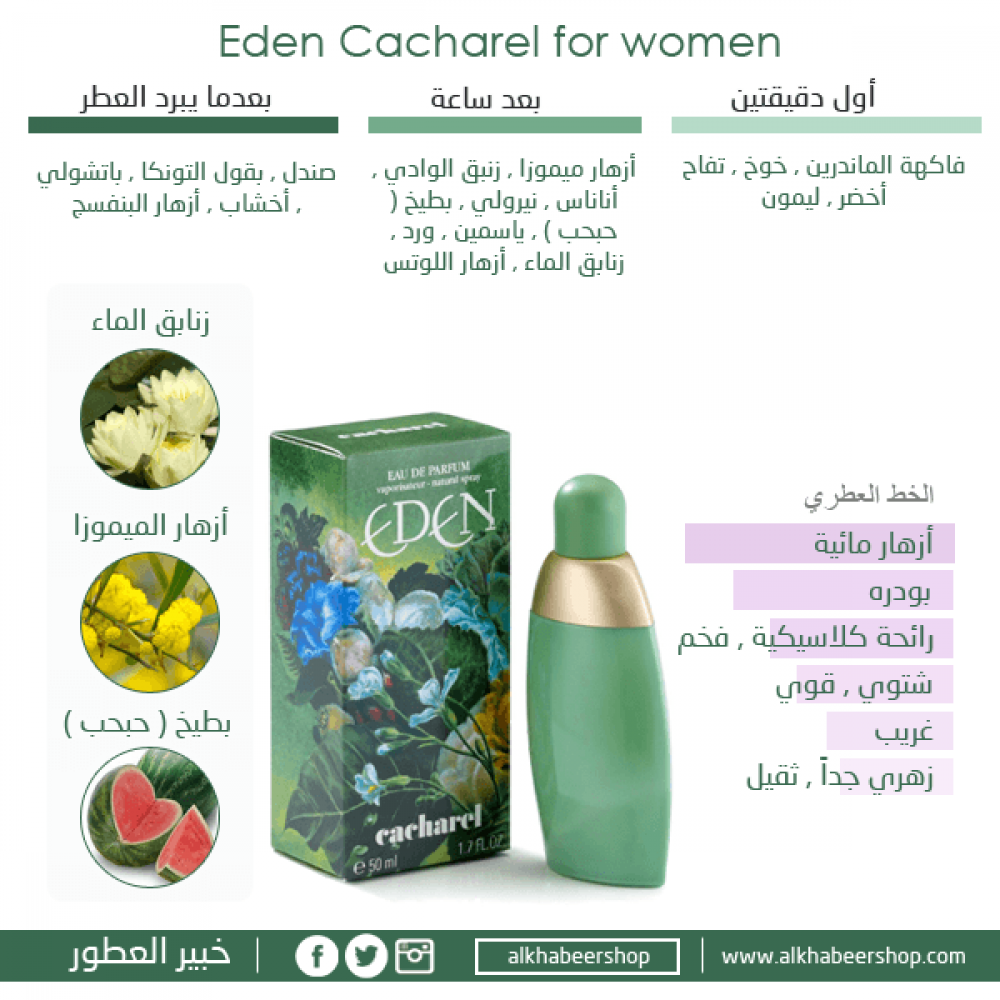 Eden Cacharel for women
أول دقيقتين
فاكهة الماندرين , خوخ , تفاح
أخضر , ليمون
بعد ساعة
أزهار ميموزا , زنبق الوادي ,
أناناس , نيرولي , بطيخ (
حبحب ) , ياسمين , ورد ,
زنابق الماء , أزهار اللوتس
بعدما يبرد العطر
صندل , بقول التونكا , باتشولي
, أخشاب , أزهار البنفسج
زنابق الماء
أزهار الميموزا
بطيخ ( حبحب )
cacharel
EAU DE PARFUM
vaporisateur - natural spray
EDEN
cacharel
e 50 ml
1.7 FL.OZ
الخط العطري
أزهار مائية
بودره
رائحة كلاسيكية , فخم
شتوي , قوي
غريب
زهري جداً , ثقيل
خبير العطور
alkhabeershop
www.alkhabeershop.com